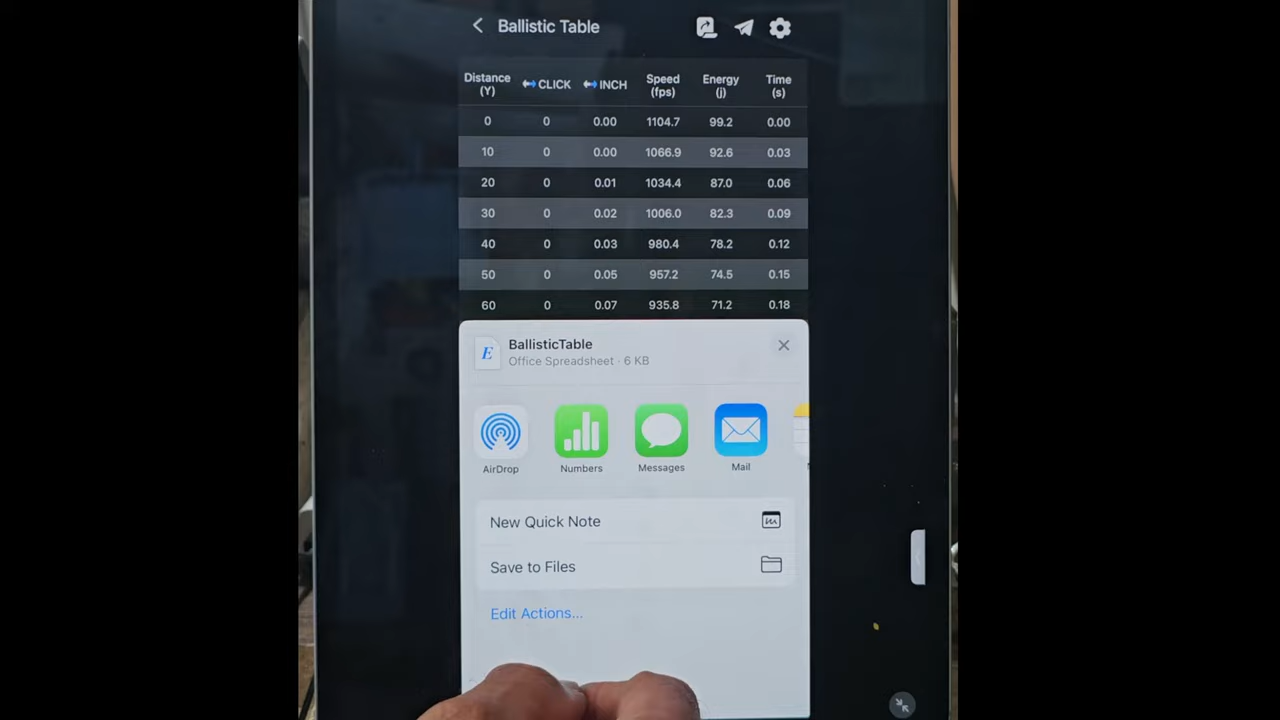 Ballistic Table
Distance (Y) CLICK INCH Speed (fps) Energy (j) Time (s)
0 0 0.00 1104.7 99.2 0.00
10 0 0.00 1066.9 92.6 0.03
20 0 0.01 1034.4 87.0 0.06
30 0 0.02 1006.0 82.3 0.09
40 0 0.03 980.4 78.2 0.12
50 0 0.05 957.2 74.5 0.15
60 0 0.07 935.8 71.2 0.18
E
BallisticTable
Office Spreadsheet · 6 KB
AirDrop Numbers Messages Mail
New Quick Note
Save to Files
Edit Actions...